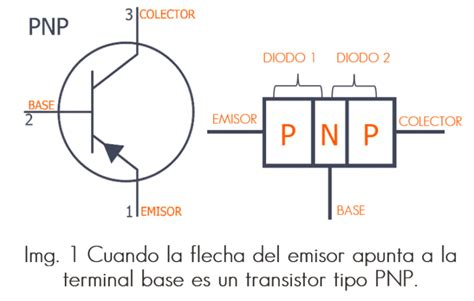 3 COLECTOR
PNP
BASE
2
1 EMISOR
DIODO 1 DIODO 2
EMISOR
COLECTOR
P N P
BASE
Img. 1 Cuando la flecha del emisor apunta a la
terminal base es un transistor tipo PNP.